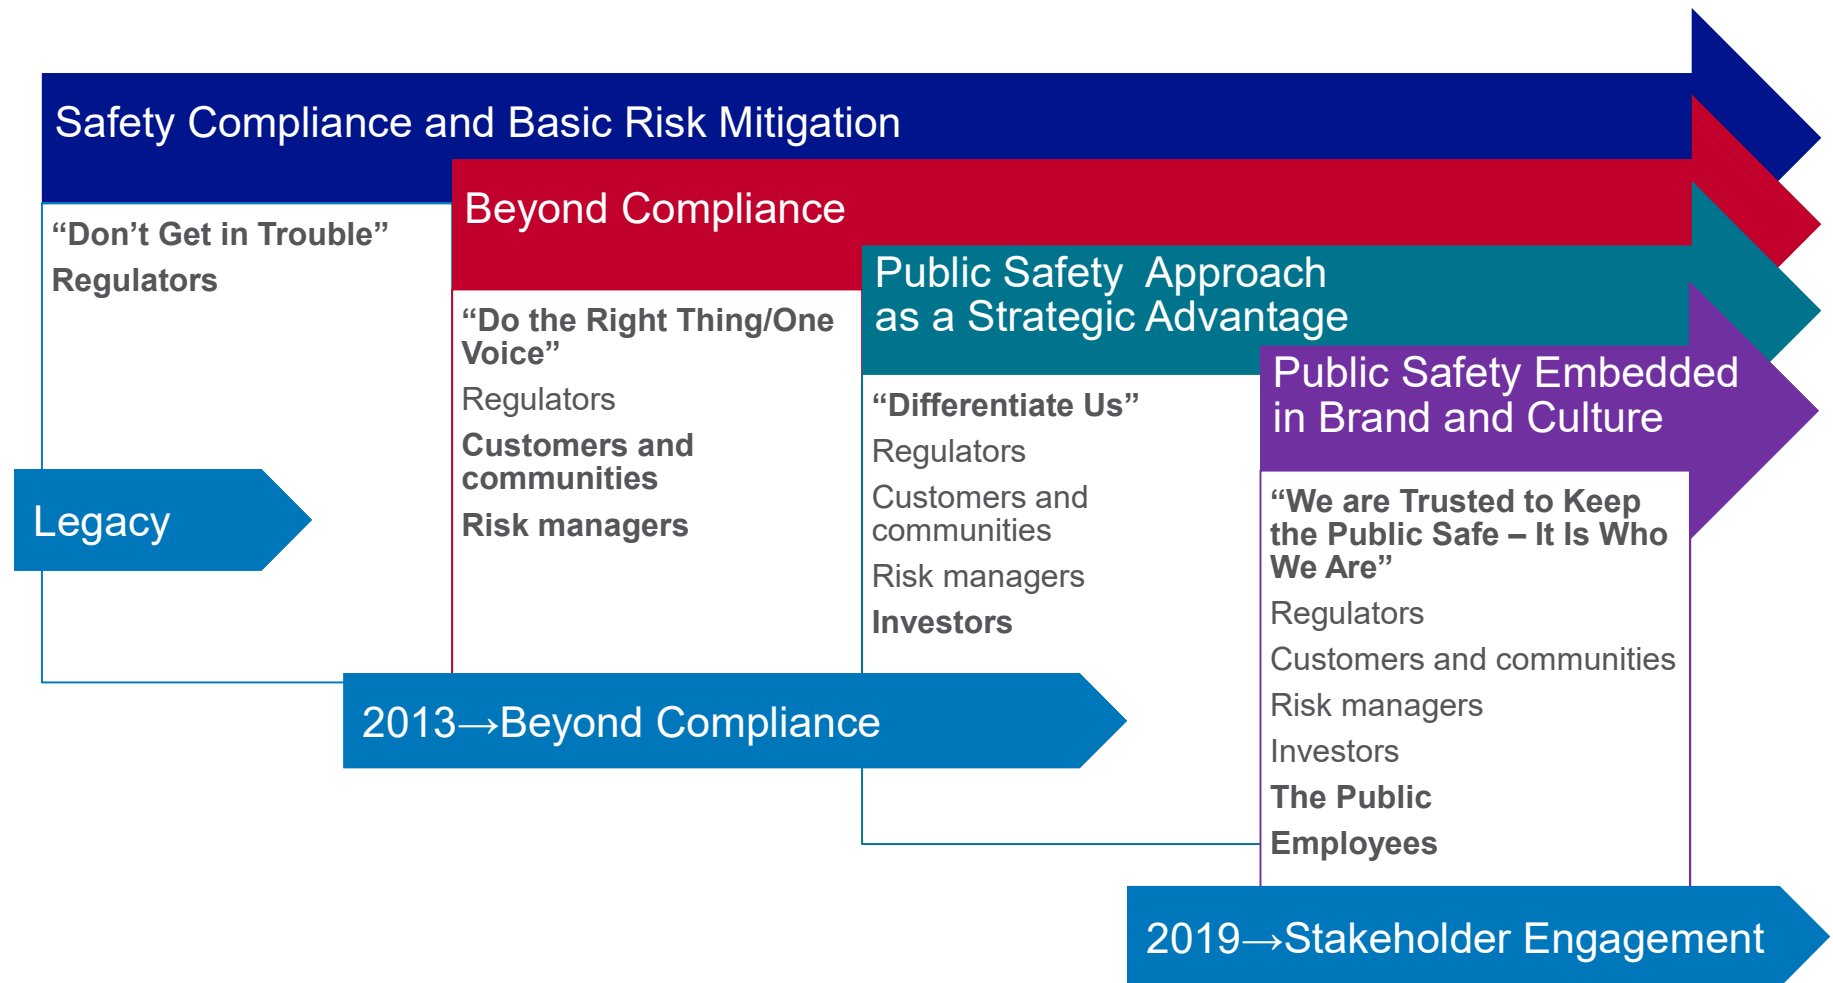 Safety Compliance and Basic Risk Mitigation
“Don’t Get in Trouble”
Regulators
Legacy
Beyond Compliance
“Do the Right Thing/One
Voice”
Regulators
Customers and
communities
Risk managers
2013→Beyond Compliance
Public Safety  Approach
as a Strategic Advantage
“Differentiate Us”
Regulators
Customers and
communities
Risk managers
Investors
Public Safety Embedded
in Brand and Culture
“We are Trusted to Keep
the Public Safe – It Is Who
We Are”
Regulators
Customers and communities
Risk managers
Investors
The Public
Employees
2019→Stakeholder Engagement